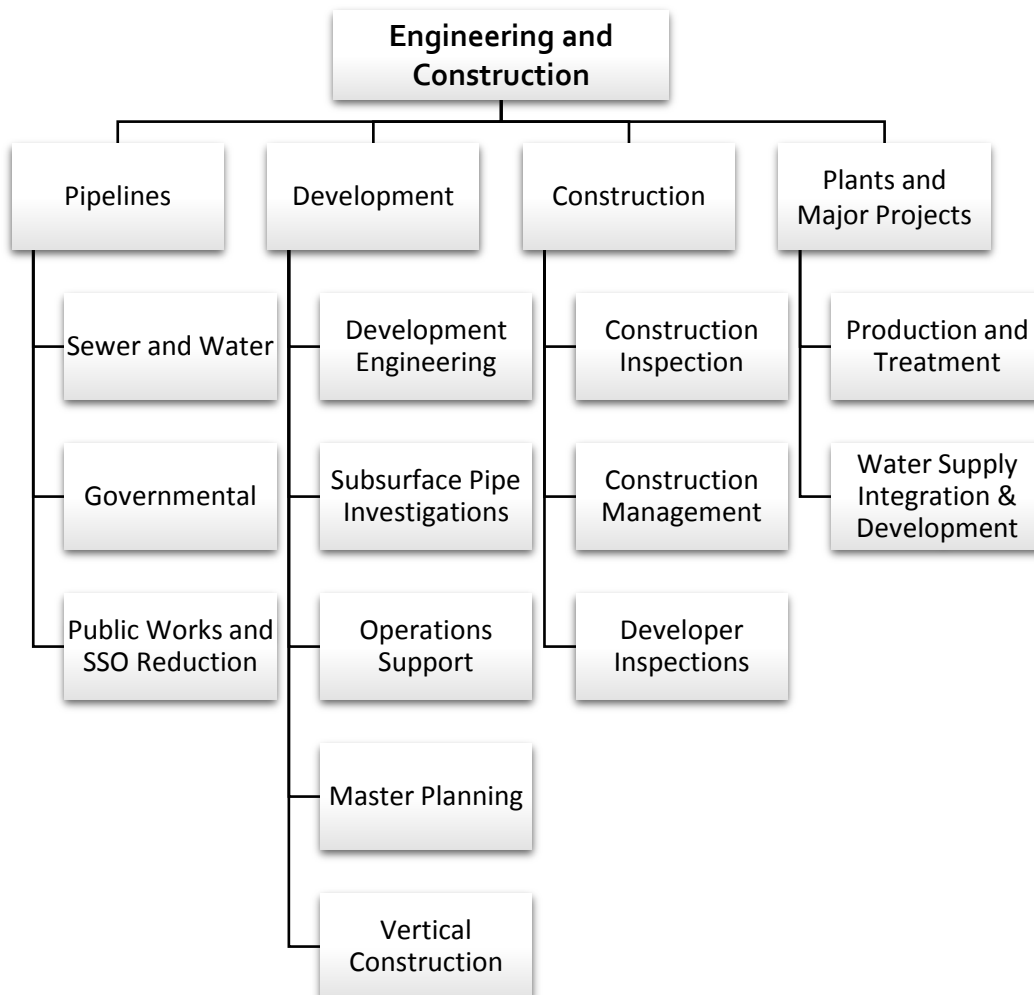 Engineering and
Construction
Pipelines
Development
Construction
Plants and
Major Projects
Sewer and Water
Governmental
Public Works and
SSO Reduction
Development
Engineering
Subsurface Pipe
Investigations
Operations
Support
Master Planning
Vertical
Construction
Construction
Inspection
Construction
Management
Developer
Inspections
Production and
Treatment
Water Supply
Integration &
Development